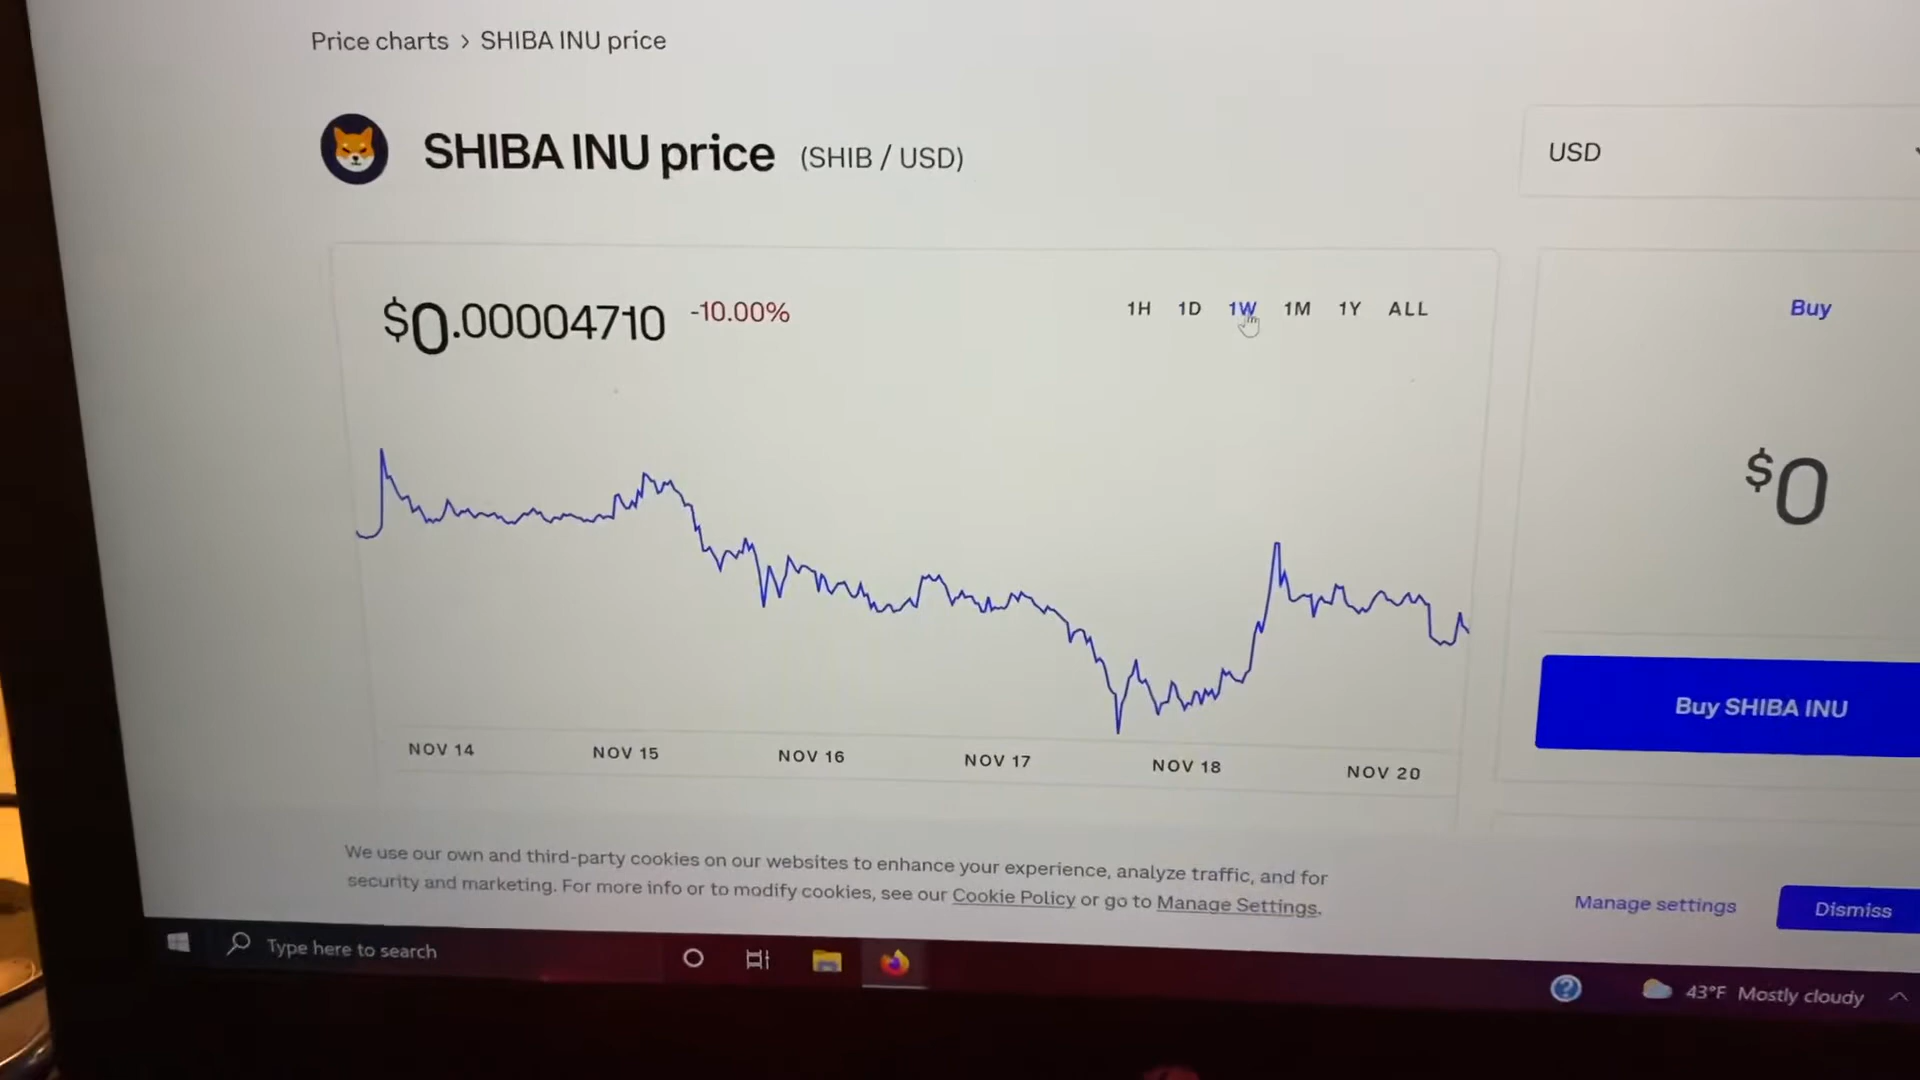 Price charts > SHIBA INU price
SHIBA INU price (SHIB / USD)
USD
$0.00004710 -10.00%
1H 1D 1W 1M 1Y ALL
Buy
$0
Buy SHIBA INU
NOV 14 NOV 15 NOV 16 NOV 17 NOV 18 NOV 20
We use our own and third-party cookies on our websites to enhance your experience, analyze traffic, and for
security and marketing. For more info or to modify cookies, see our Cookie Policy or go to Manage Settings.
Manage settings
Dismiss
Type here to search
43°F Mostly cloudy